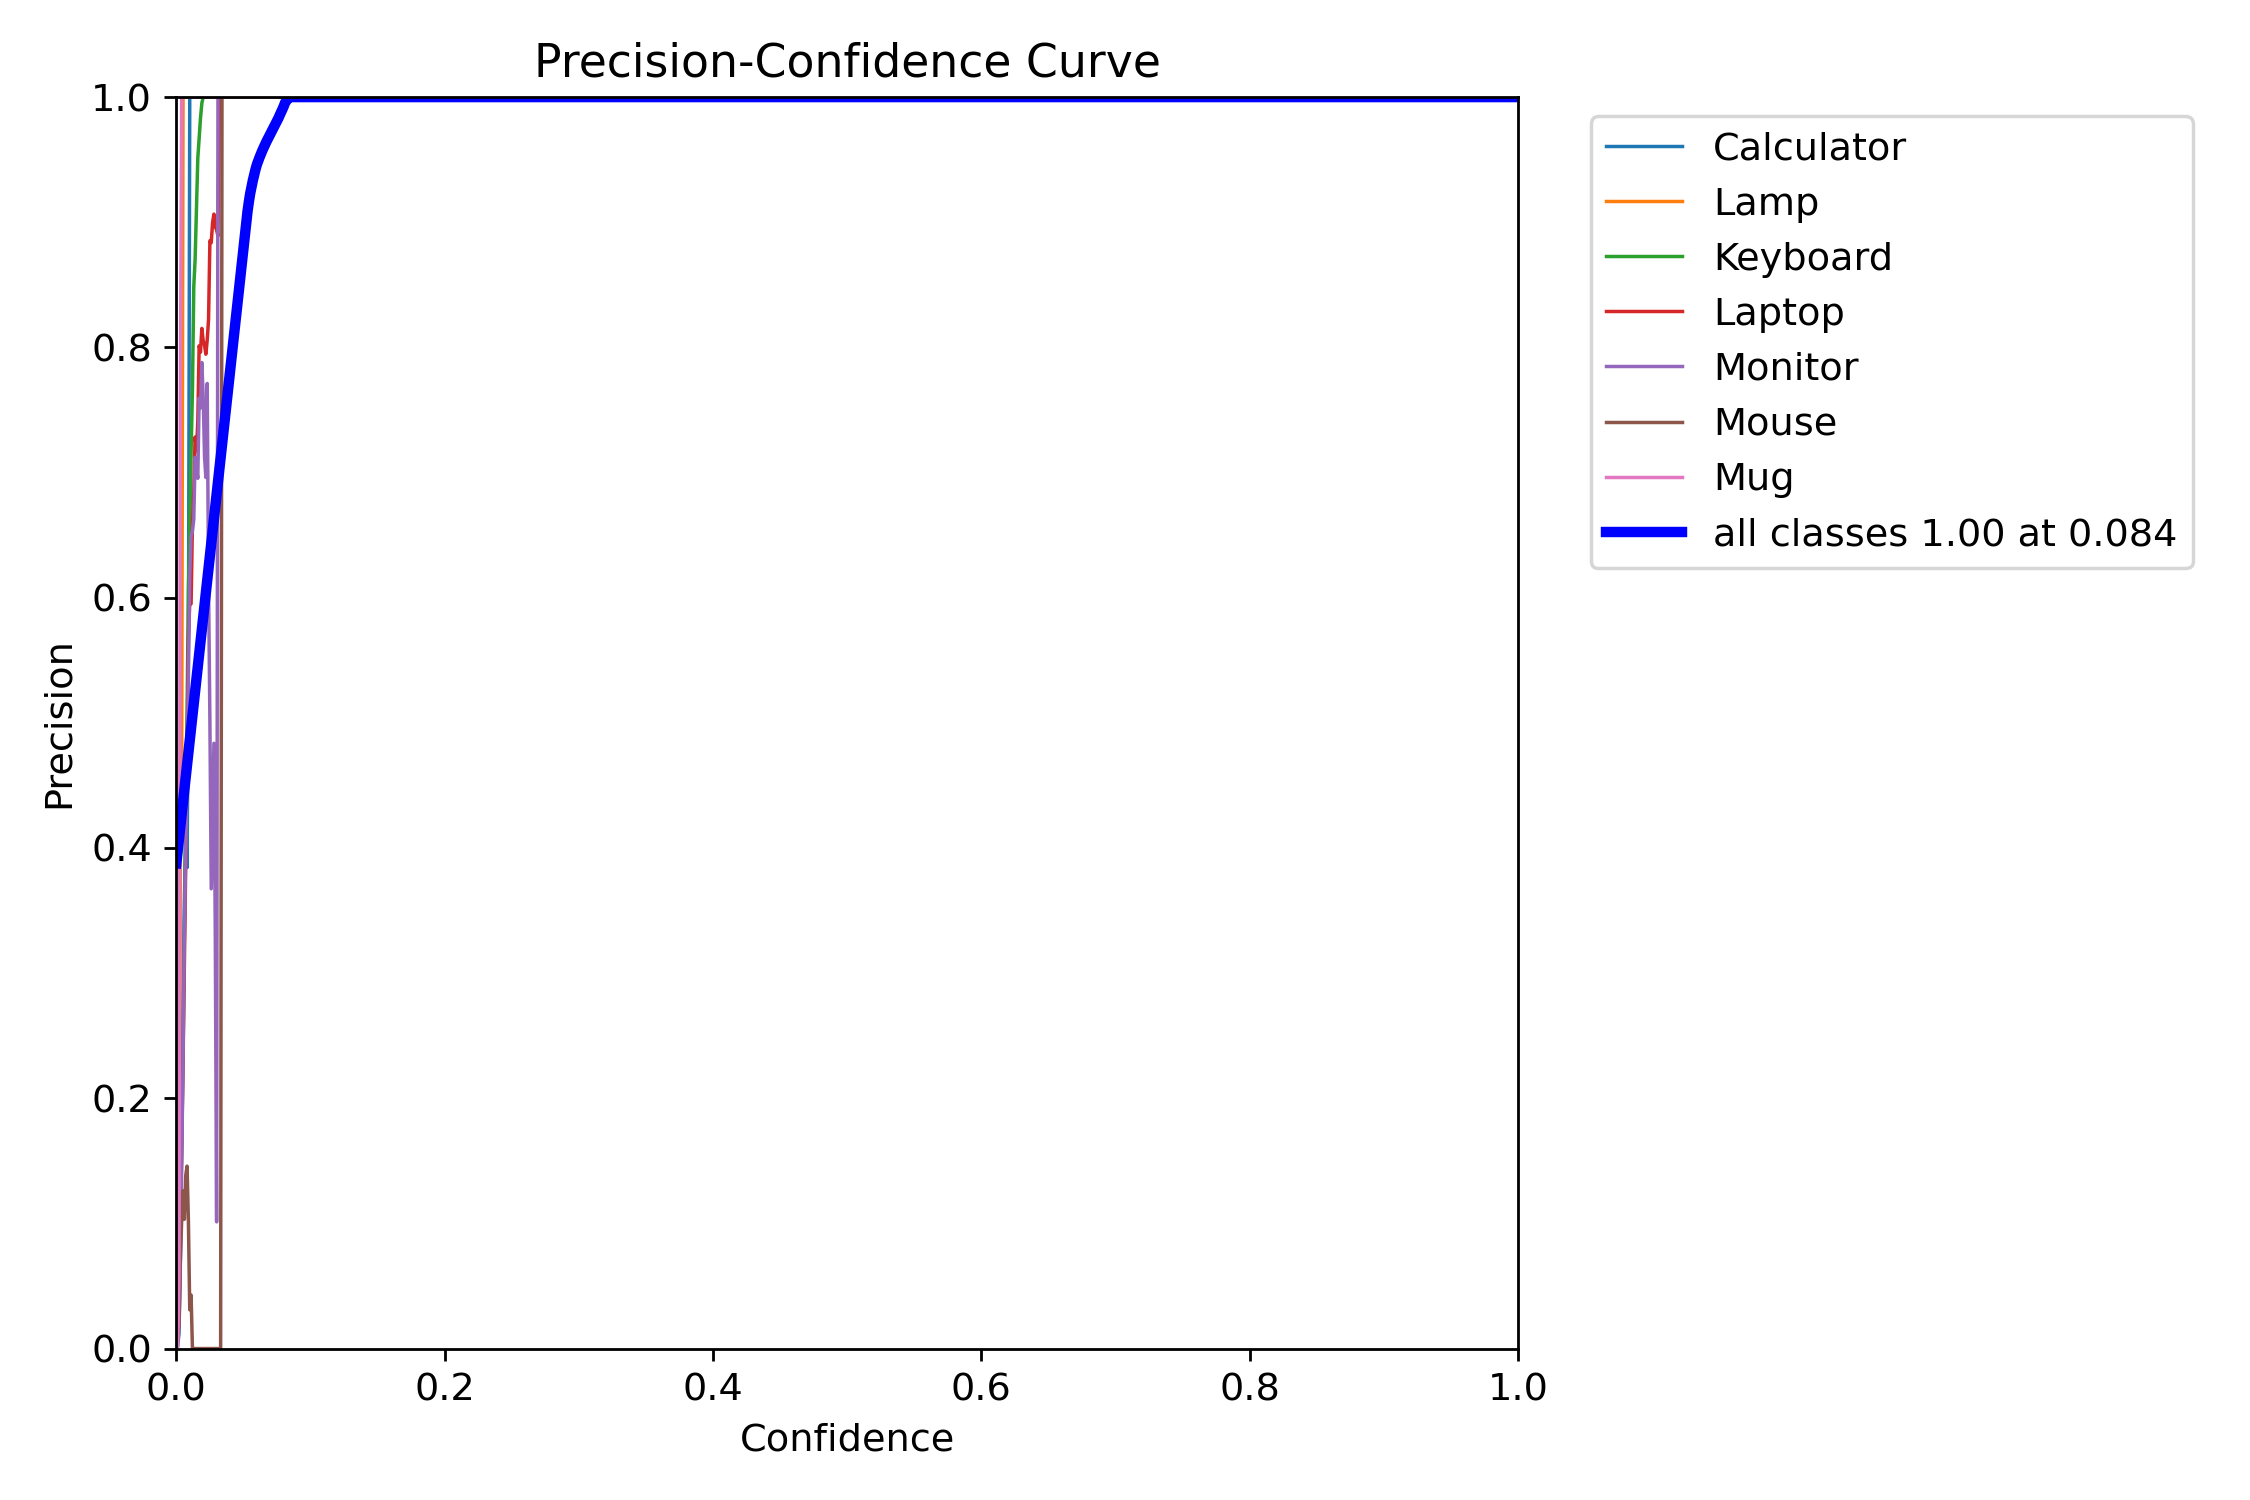 Precision-Confidence Curve
1.0
0.8
0.6
0.4
0.2
0.0
Precision
0.0 0.2 0.4 0.6 0.8 1.0
Confidence
Calculator
Lamp
Keyboard
Laptop
Monitor
Mouse
Mug
all classes 1.00 at 0.084